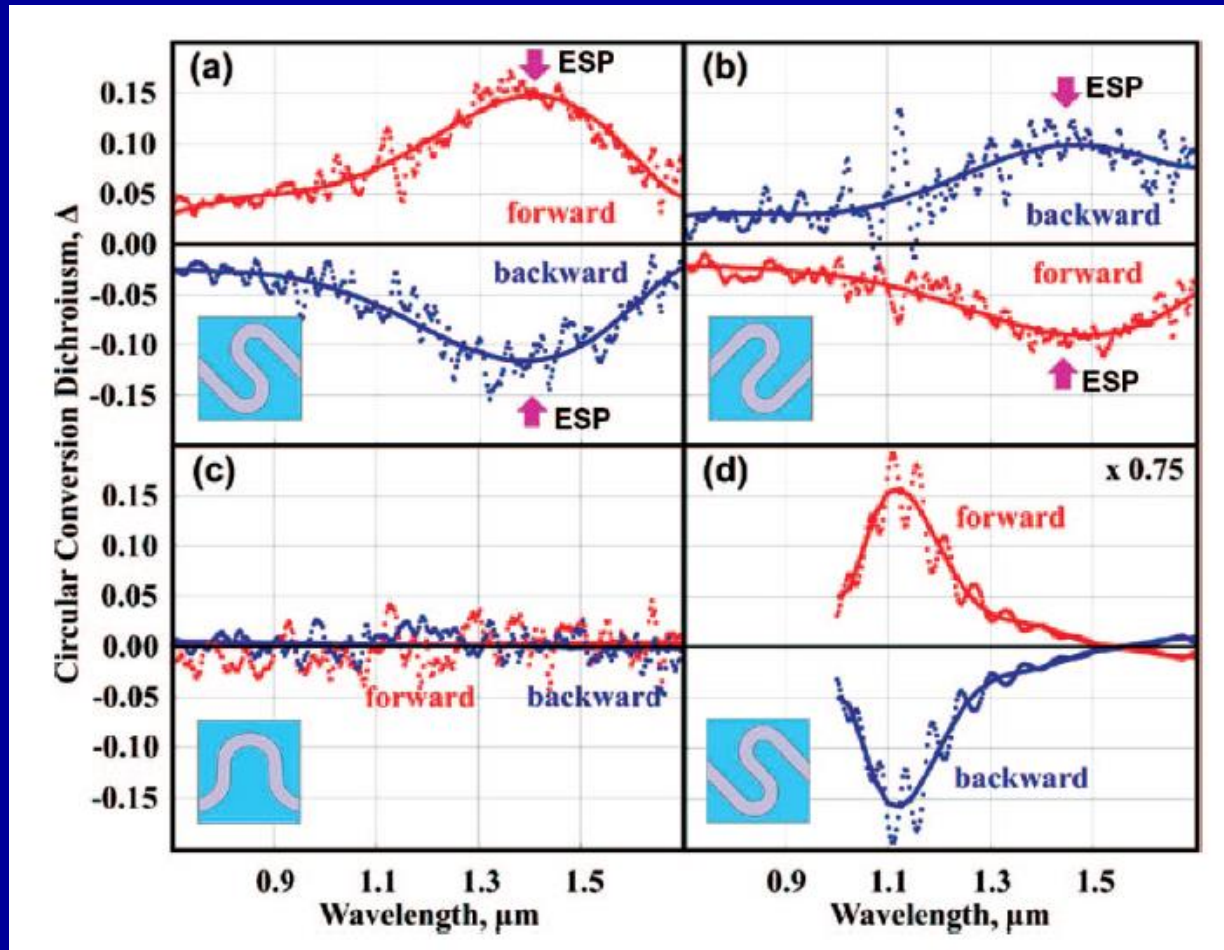 (a)
ESP
(b)
ESP
0.15
0.10
0.05
0.00
-0.05
-0.10
-0.15
forward
backward
backward
forward
ESP
ESP
Circular Conversion Dichroiusm, Δ
(c)
(d)
x 0.75
0.15
0.10
0.05
0.00
-0.05
-0.10
-0.15
forward
forward
backward
backward
0.9
1.1
1.3
1.5
0.9
1.1
1.3
1.5
Wavelength, μm
Wavelength, μm